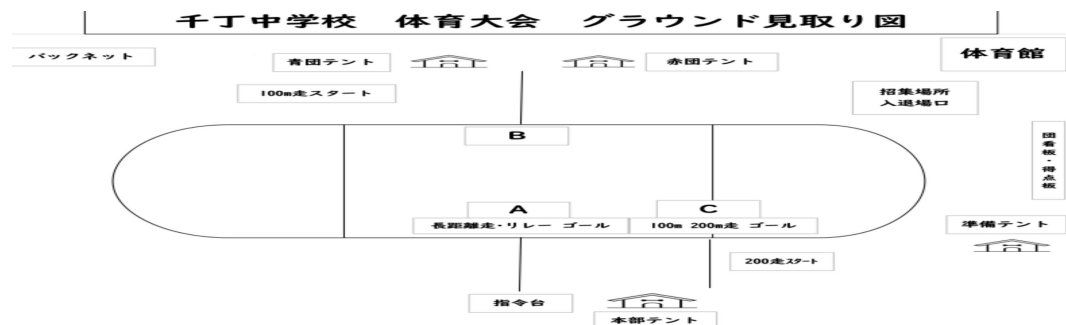 千丁中学校 体育大会 グラウンド見取り図
バックネット
青団テント
赤団テント
体育館
100m走スタート
招集場所
入退場口
B
団看板・得点板
A
C
長距離走・リレー ゴール
100m 200m走 ゴール
準備テント
200走スタート
指令台
本部テント